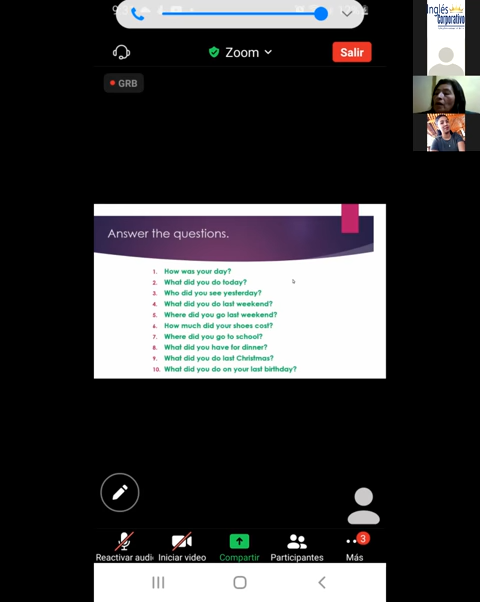 Inglés
Corporativo
Zoom
Salir
GRB
Answer the questions.
1. How was your day?
2. What did you do today?
3. Who did you see yesterday?
4. What did you do last weekend?
5. Where did you go last weekend?
6. How much did your shoes cost?
7. Where did you go to school?
8. What did you have for dinner?
9. What did you do last Christmas?
10. What did you do on your last birthday?
3
Reactivar audi
Iniciar video
Compartir
Participantes
Más